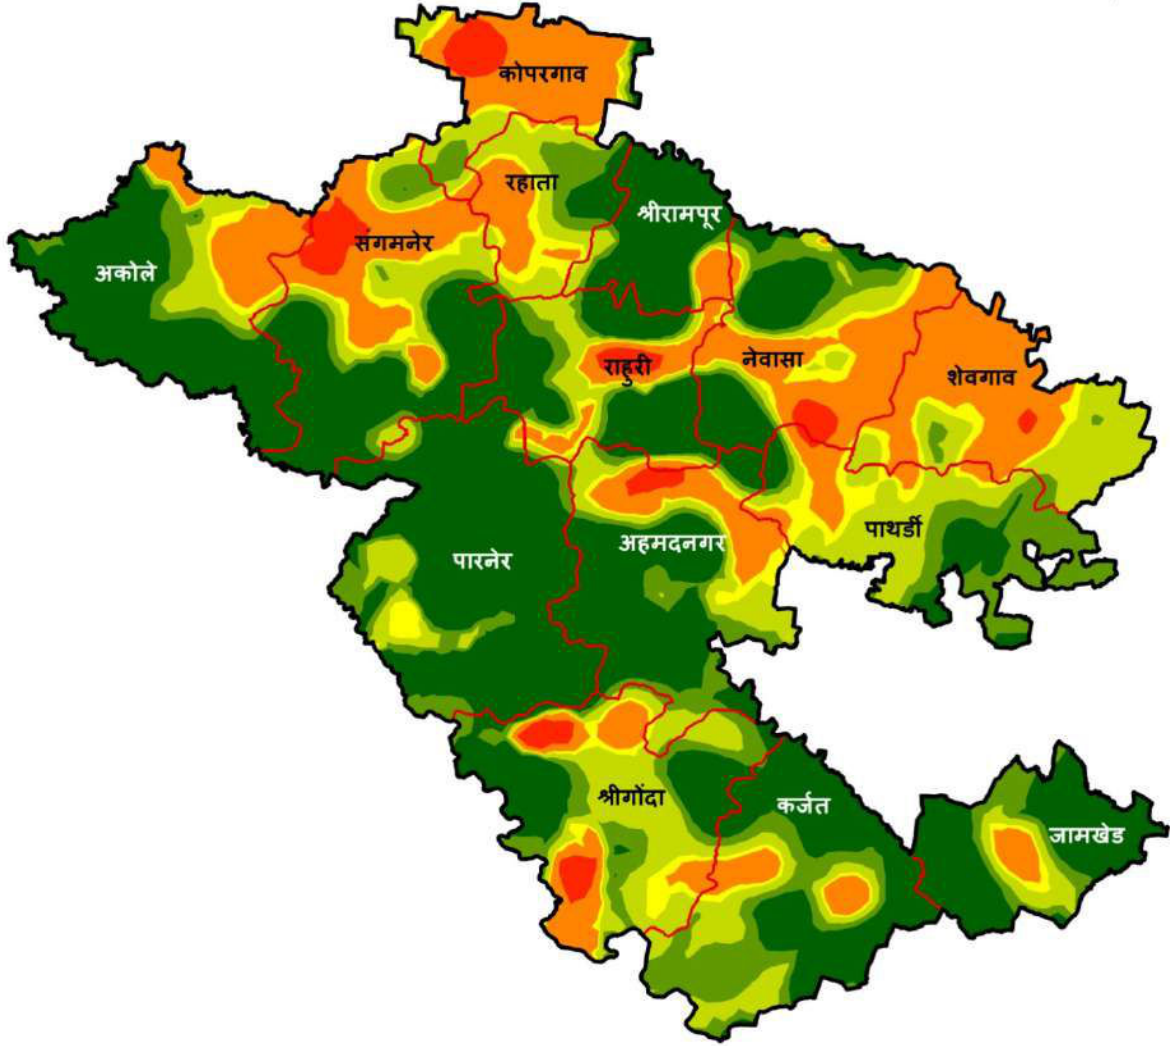 कोपरगाव
रहाता
श्रीरामपूर
संगमनेर
अकोले
राहुरी
नेवासा
शेवगाव
पाथर्डी
अहमदनगर
पारनेर
श्रीगोंदा
कर्जत
जामखेड